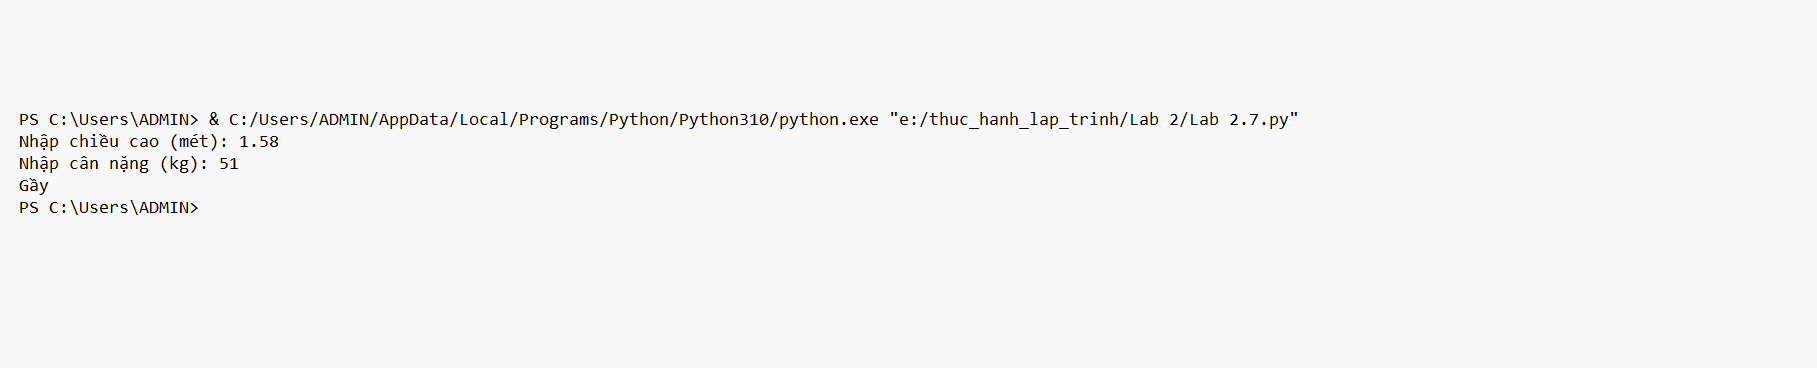 PS C:\Users\ADMIN> & C:/Users/ADMIN/AppData/Local/Programs/Python/Python310/python.exe "e:/thuc_hanh_lap_trinh/Lab 2/Lab 2.7.py"
Nhập chiều cao (mét): 1.58
Nhập cân nặng (kg): 51
Gầy
PS C:\Users\ADMIN>